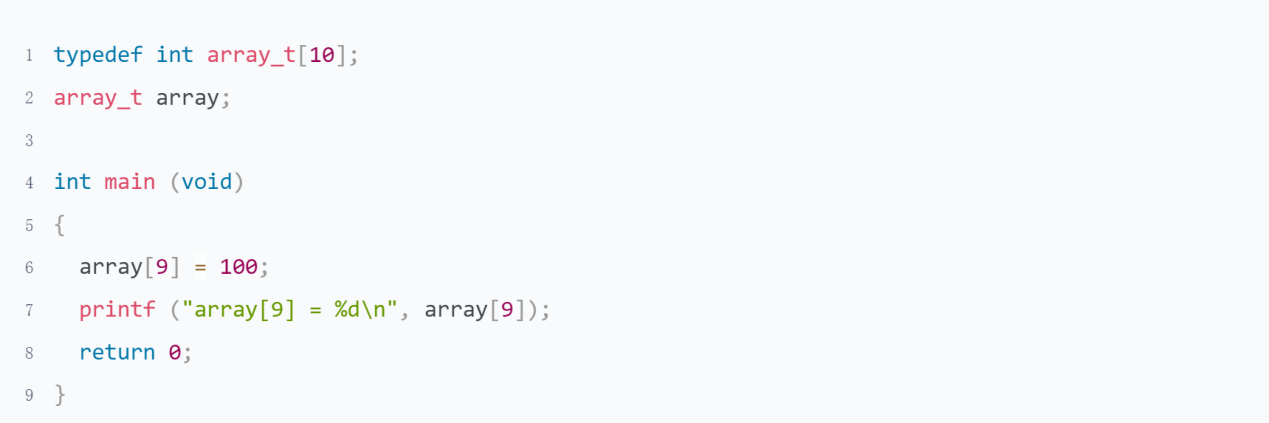 1 typedef int array_t[10];
2 array_t array;
3
4 int main (void)
5 {
6   array[9] = 100;
7   printf ("array[9] = %d\n", array[9]);
8   return 0;
9 }